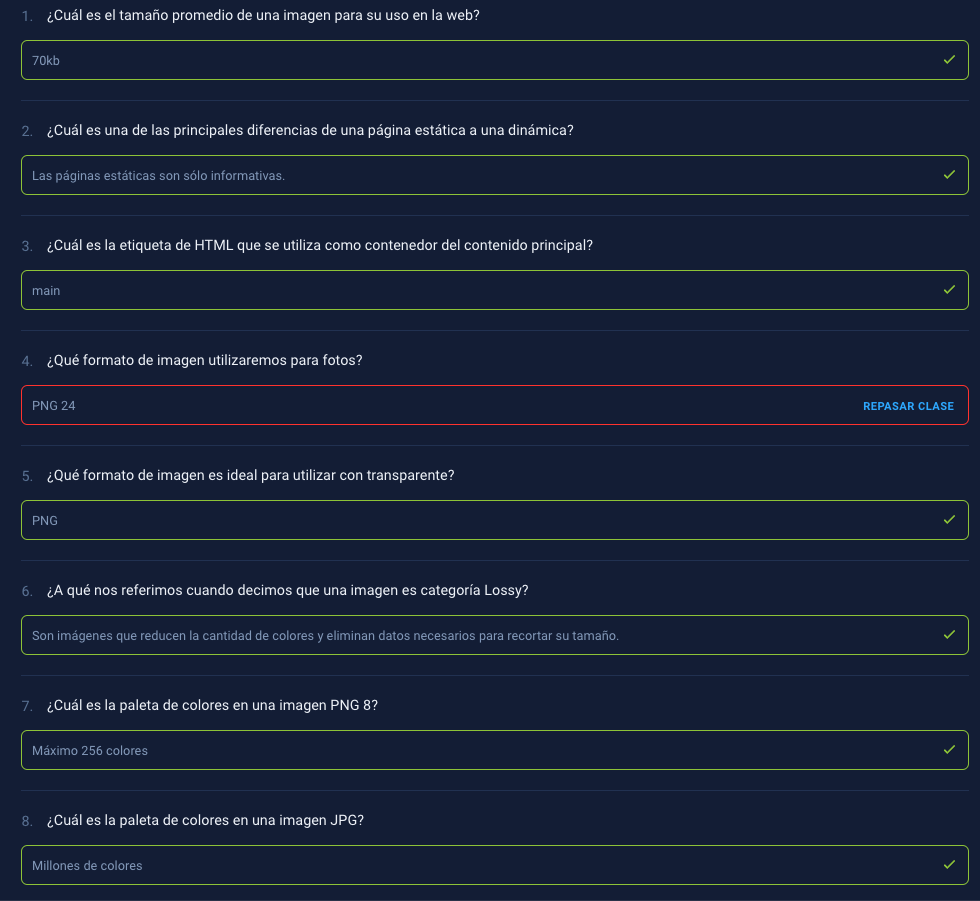 1. ¿Cuál es el tamaño promedio de una imagen para su uso en la web?
70kb
2. ¿Cuál es una de las principales diferencias de una página estática a una dinámica?
Las páginas estáticas son sólo informativas.
3. ¿Cuál es la etiqueta de HTML que se utiliza como contenedor del contenido principal?
main
4. ¿Qué formato de imagen utilizaremos para fotos?
PNG 24 REPASAR CLASE
5. ¿Qué formato de imagen es ideal para utilizar con transparente?
PNG
6. ¿A qué nos referimos cuando decimos que una imagen es categoría Lossy?
Son imágenes que reducen la cantidad de colores y eliminan datos necesarios para recortar su tamaño.
7. ¿Cuál es la paleta de colores en una imagen PNG 8?
Máximo 256 colores
8. ¿Cuál es la paleta de colores en una imagen JPG?
Millones de colores